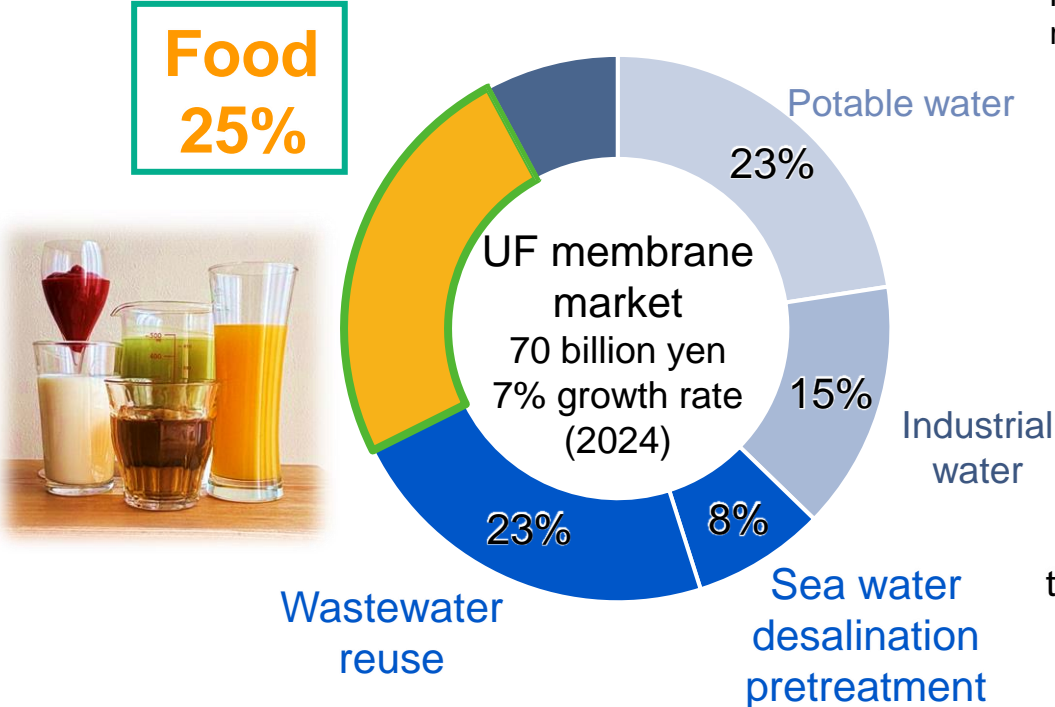 Food
25%
Potable water
23%
UF membrane
market
70 billion yen
7% growth rate
(2024)
15%
Industrial
water
8%
23%
Sea water
desalination
pretreatment
Wastewater
reuse